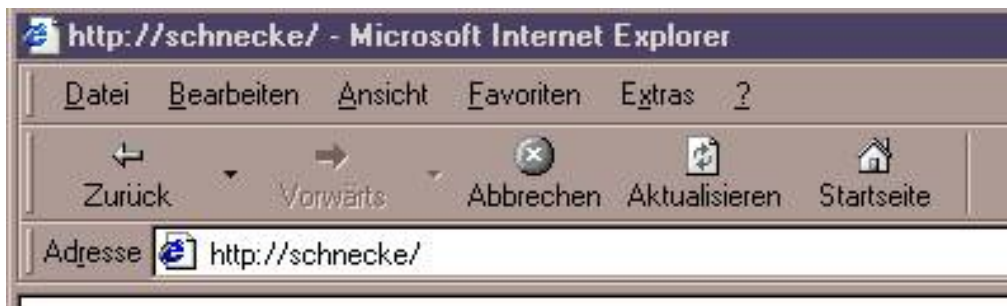 http://schnecke/ - Microsoft Internet Explorer
Datei Bearbeiten Ansicht Favoriten Extras ?
Zurück Vorwärts Abbrechen Aktualisieren Startseite
Adresse http://schnecke/